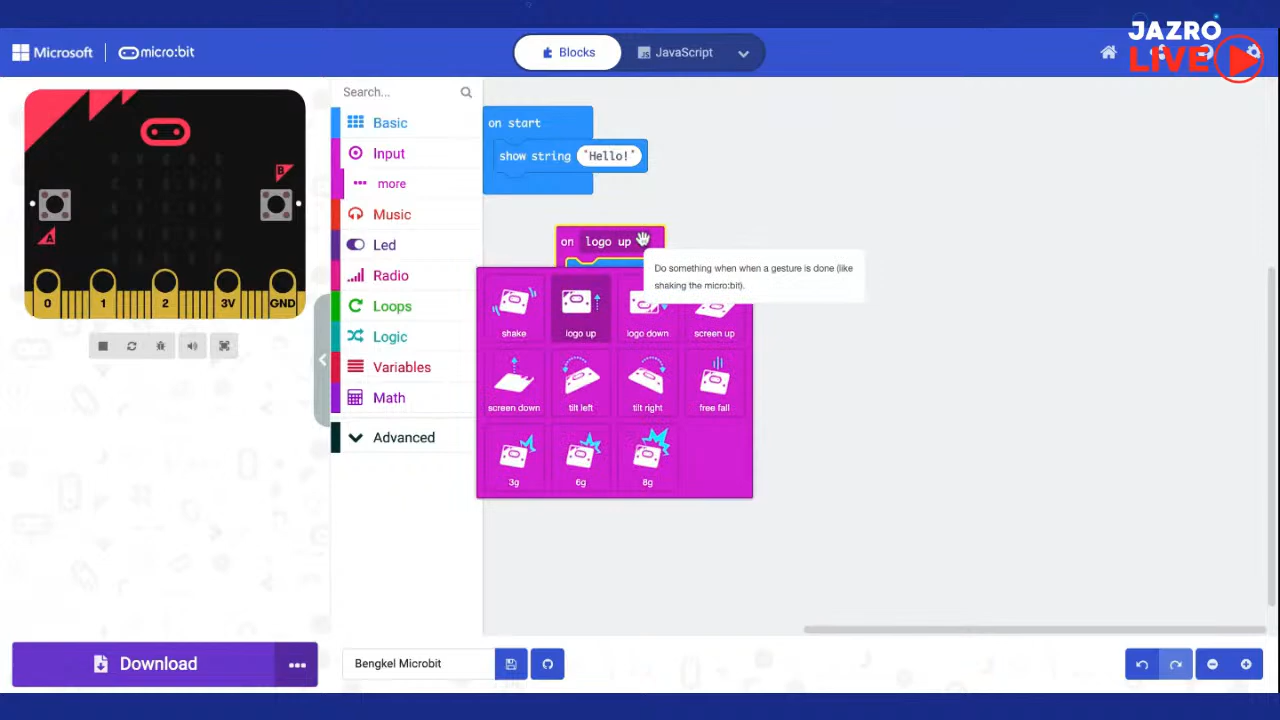 JAZRO
LIVE
Microsoft
micro:bit
Blocks
JavaScript
Search...
Basic
Input
more
Music
Led
Radio
Loops
Logic
Variables
Math
Advanced
on start
show string "Hello!"
on logo up
Do something when when a gesture is done (like
shaking the micro:bit).
shake
logo up
logo down
screen up
screen down
tilt left
tilt right
free fall
3g
6g
8g
B
A
0
1
2
3V
GND
Download
Bengkel Microbit